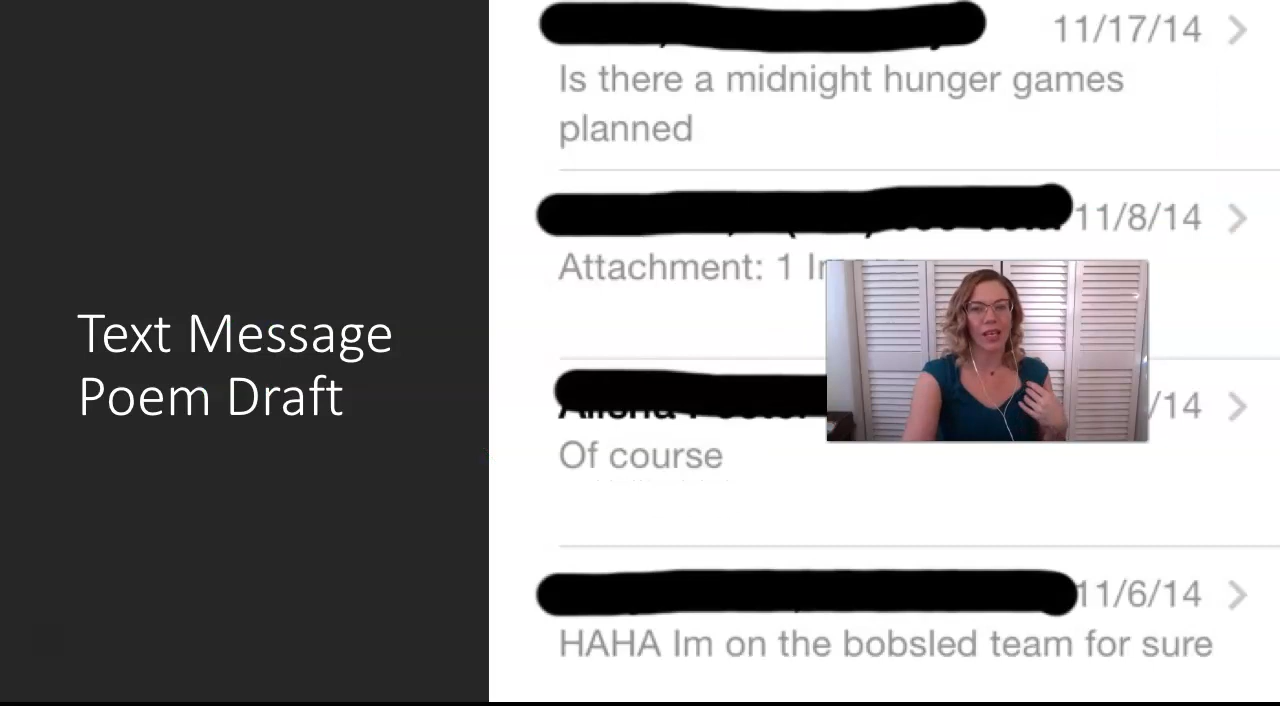 Text Message
Poem Draft
11/17/14
Is there a midnight hunger games
planned
11/8/14
Attachment: 1
/14
Of course
11/6/14
HAHA Im on the bobsled team for sure